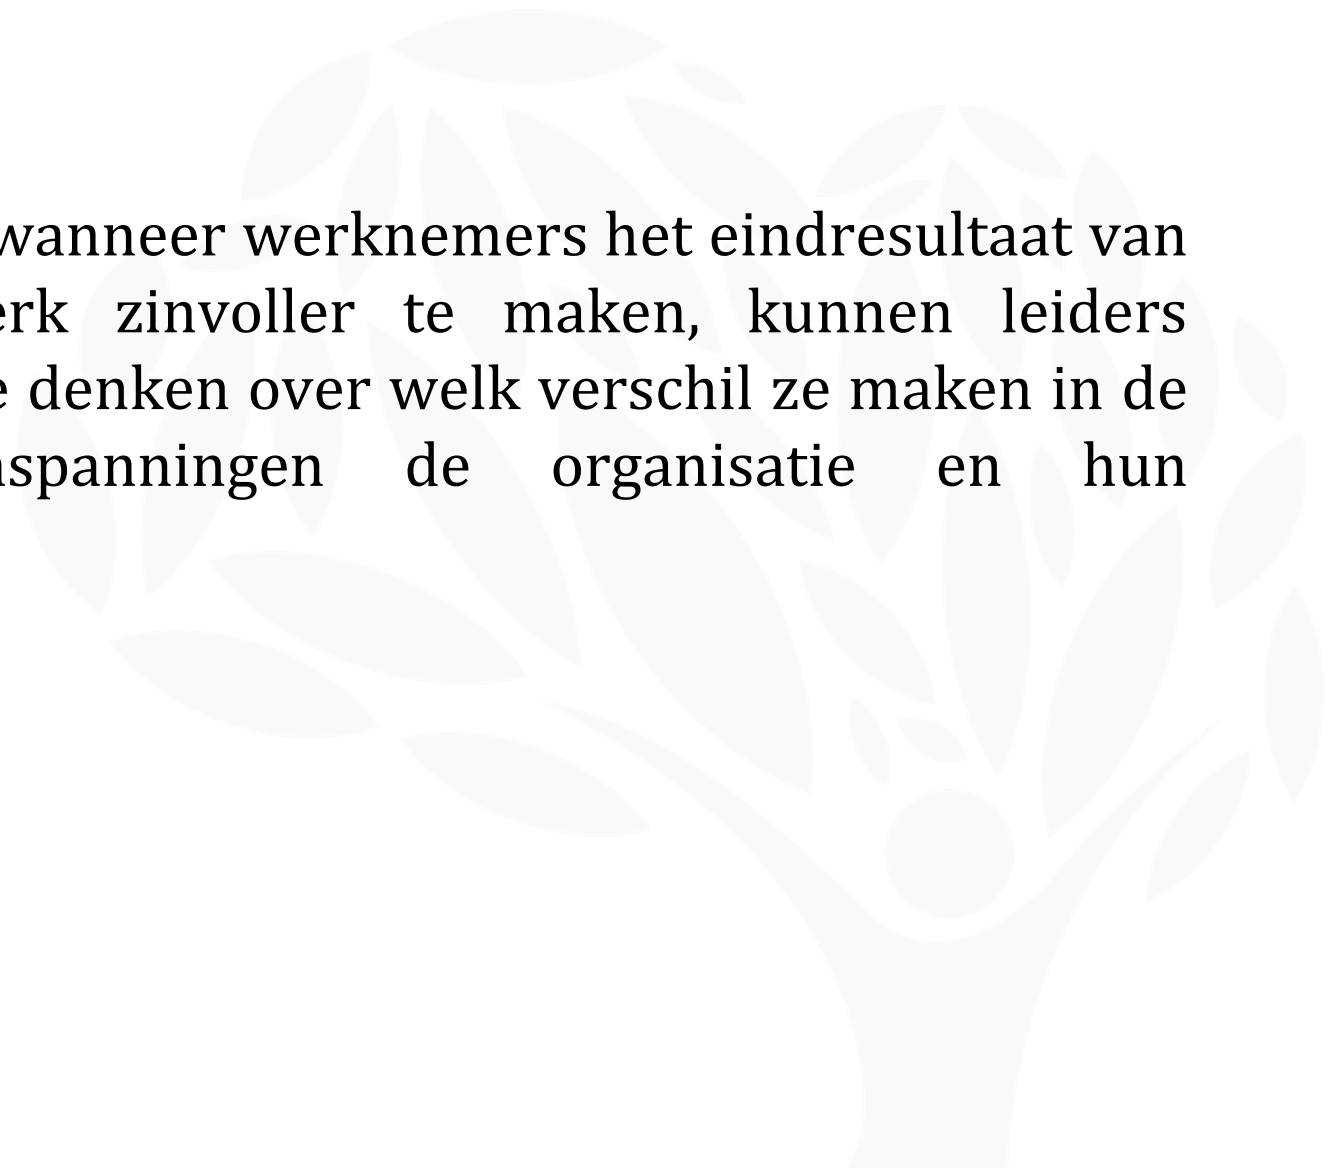 wanneer werknemers het eindresultaat van
erk zinvoller te maken, kunnen leiders
e denken over welk verschil ze maken in de
nspanningen de organisatie en hun